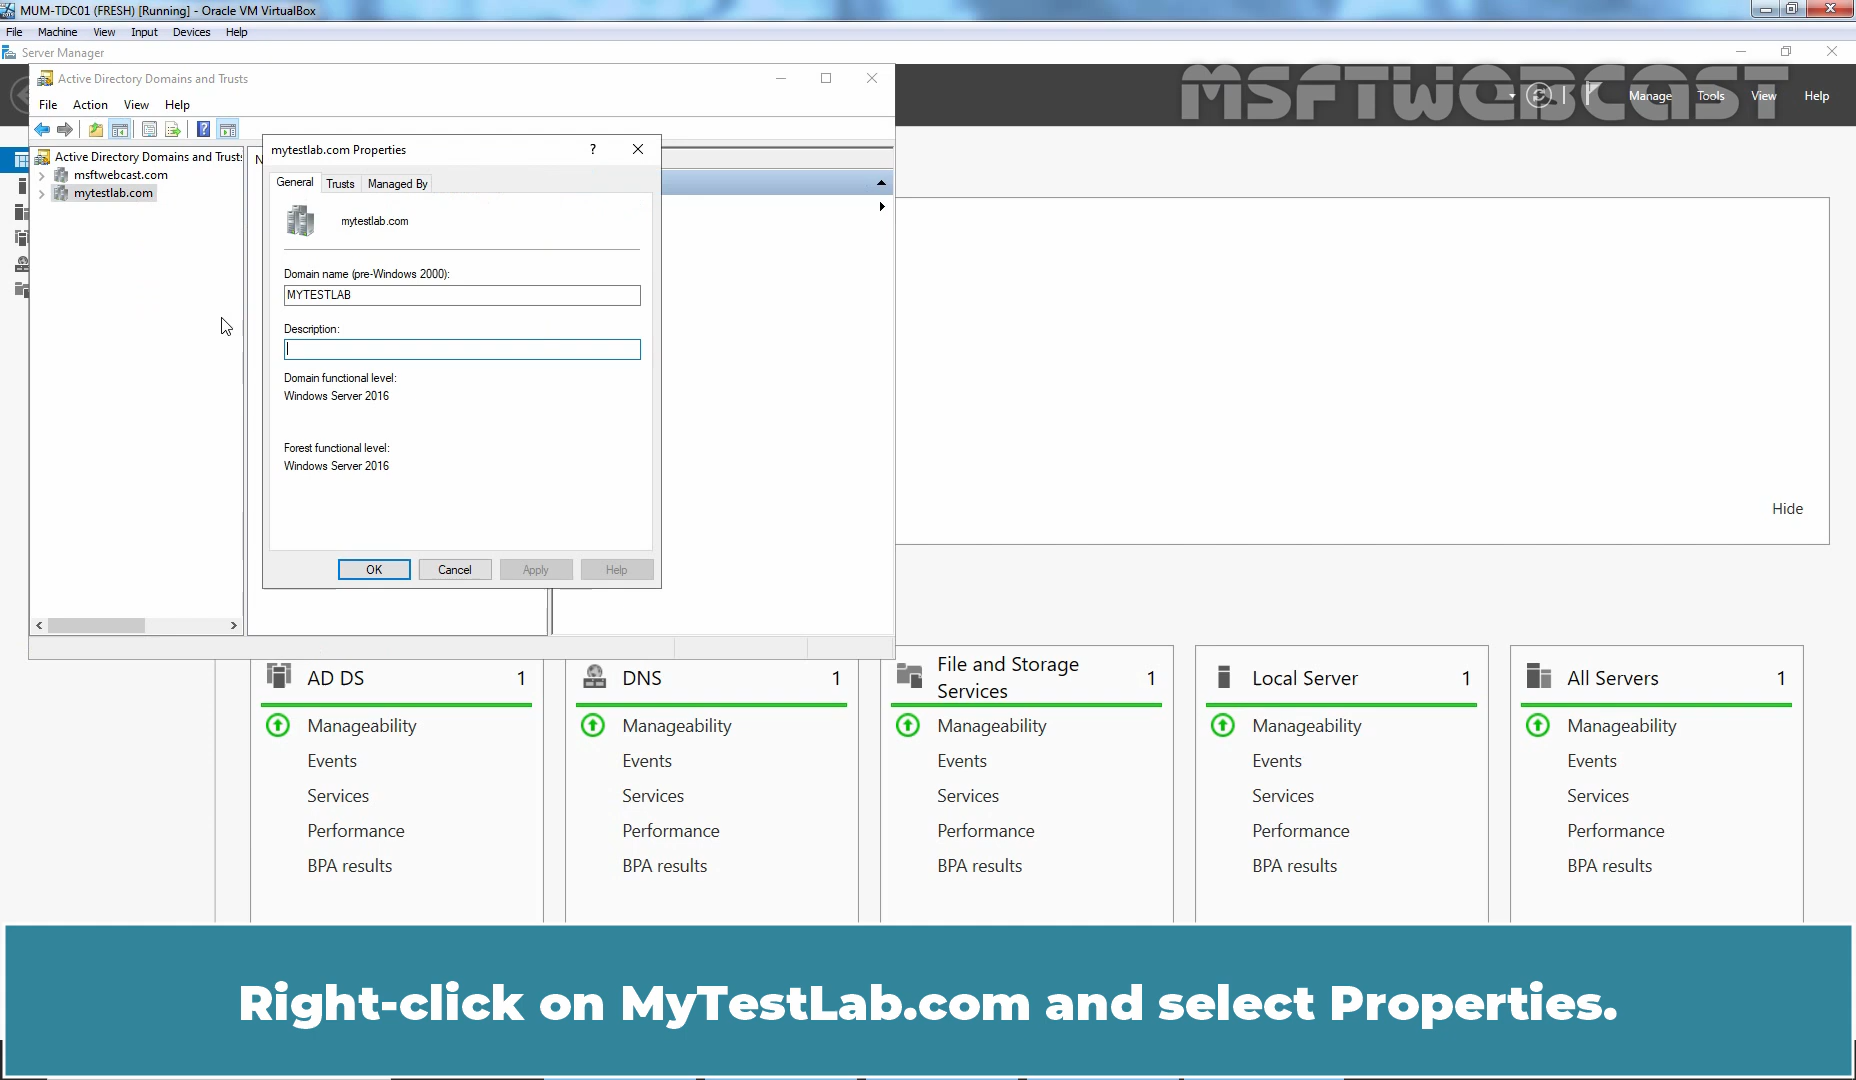 MUM-TDC01 (FRESH) [Running] - Oracle VM VirtualBox
File Machine View Input Devices Help
Server Manager
MSFTWEBCAST
Manage Tools View Help
Active Directory Domains and Trusts
File Action View Help
Active Directory Domains and Trusts
msftwebcast.com
mytestlab.com
N
mytestlab.com Properties
?
General Trusts Managed By
mytestlab.com
Domain name (pre-Windows 2000):
MYTESTLAB
Description:
Domain functional level:
Windows Server 2016
Forest functional level:
Windows Server 2016
OK Cancel Apply Help
Hide
AD DS 1
Manageability
Events
Services
Performance
BPA results
DNS 1
Manageability
Events
Services
Performance
BPA results
File and Storage
Services 1
Manageability
Events
Services
Performance
BPA results
Local Server 1
Manageability
Events
Services
Performance
BPA results
All Servers 1
Manageability
Events
Services
Performance
BPA results
Right-click on MyTestLab.com and select Properties.